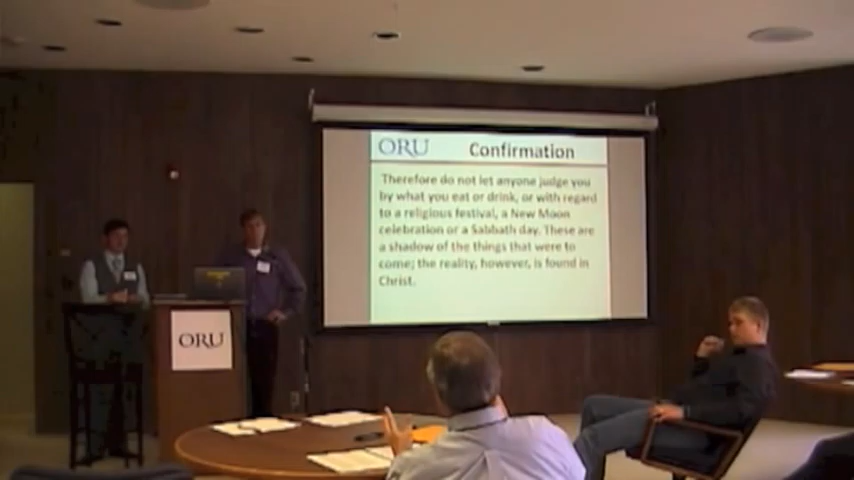 ORU Confirmation
Therefore do not let anyone judge you
by what you eat or drink, or with regard
to a religious festival, a New Moon
celebration or a Sabbath day. These are
a shadow of the things that were to
come; the reality, however, is found in
Christ.
ORU